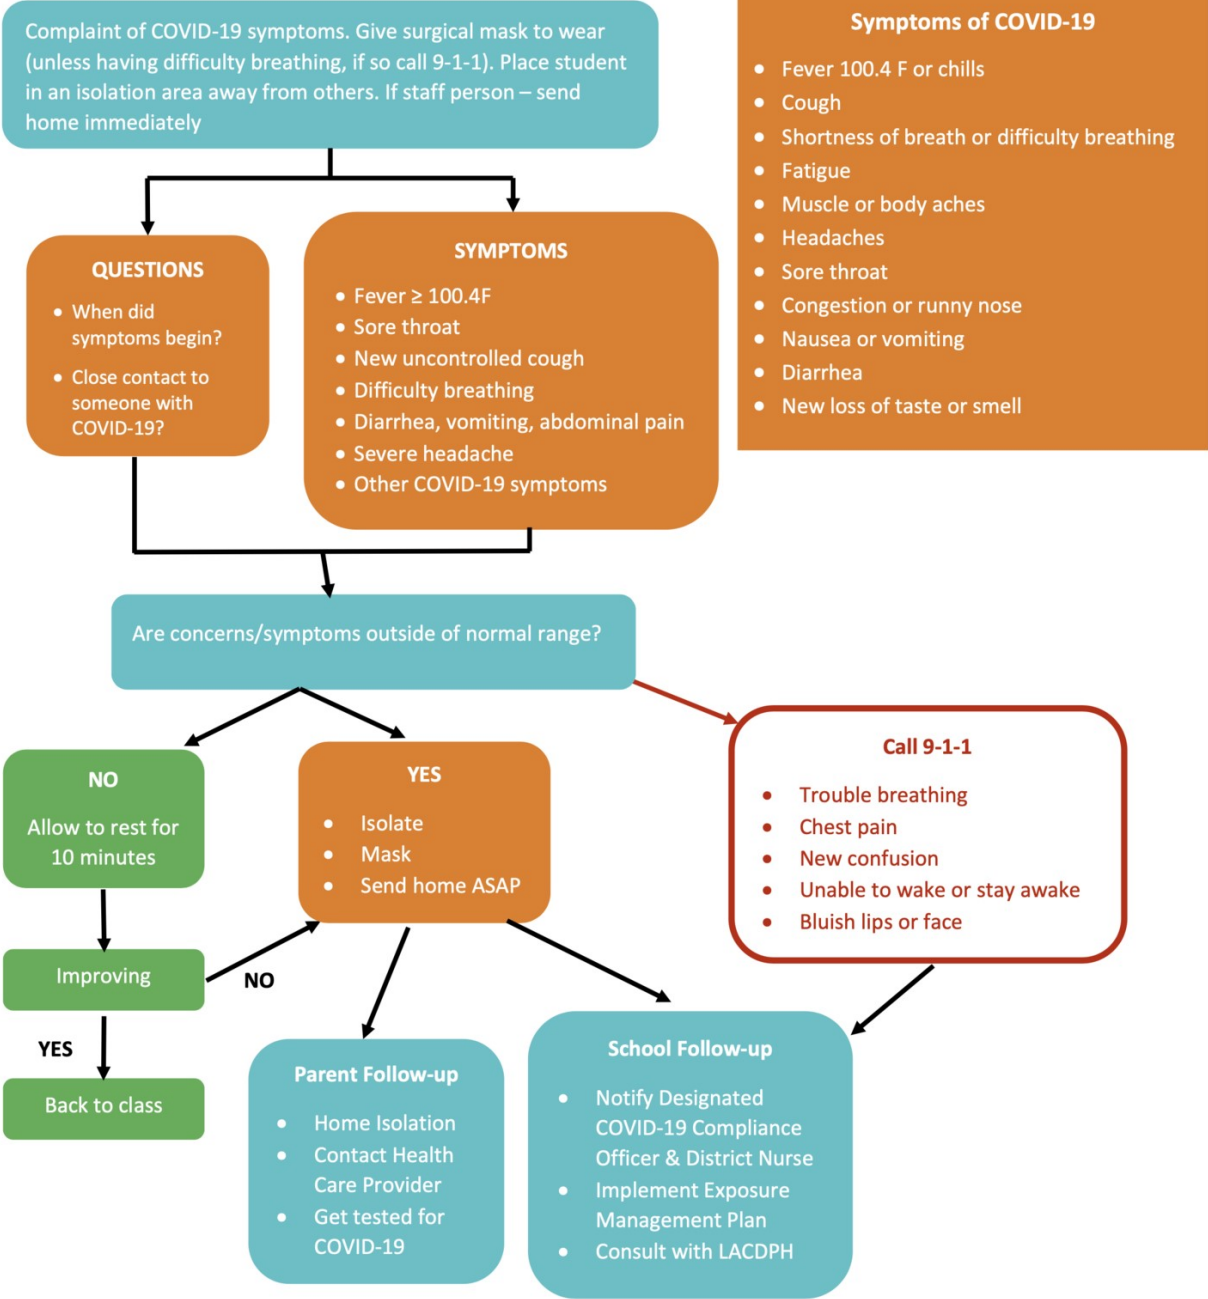 Complaint of COVID-19 symptoms. Give surgical mask to wear
(unless having difficulty breathing, if so call 9-1-1). Place student
in an isolation area away from others. If staff person – send
home immediately
Symptoms of COVID-19
• Fever 100.4 F or chills
• Cough
• Shortness of breath or difficulty breathing
• Fatigue
• Muscle or body aches
• Headaches
• Sore throat
• Congestion or runny nose
• Nausea or vomiting
• Diarrhea
• New loss of taste or smell
QUESTIONS
• When did
symptoms begin?
• Close contact to
someone with
COVID-19?
SYMPTOMS
• Fever ≥ 100.4F
• Sore throat
• New uncontrolled cough
• Difficulty breathing
• Diarrhea, vomiting, abdominal pain
• Severe headache
• Other COVID-19 symptoms
Are concerns/symptoms outside of normal range?
NO
Allow to rest for
10 minutes
YES
• Isolate
• Mask
• Send home ASAP
Call 9-1-1
• Trouble breathing
• Chest pain
• New confusion
• Unable to wake or stay awake
• Bluish lips or face
Improving
NO
YES
Back to class
Parent Follow-up
• Home Isolation
• Contact Health
Care Provider
• Get tested for
COVID-19
School Follow-up
• Notify Designated
COVID-19 Compliance
Officer & District Nurse
• Implement Exposure
Management Plan
• Consult with LACDPH